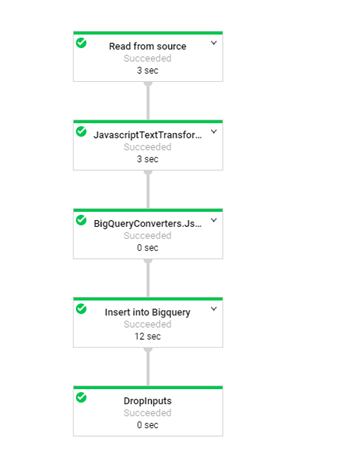 Read from source
Succeeded
3 sec
JavascriptTextTransfor...
Succeeded
3 sec
BigQueryConverters.Js...
Succeeded
0 sec
Insert into Bigquery
Succeeded
12 sec
DropInputs
Succeeded
0 sec